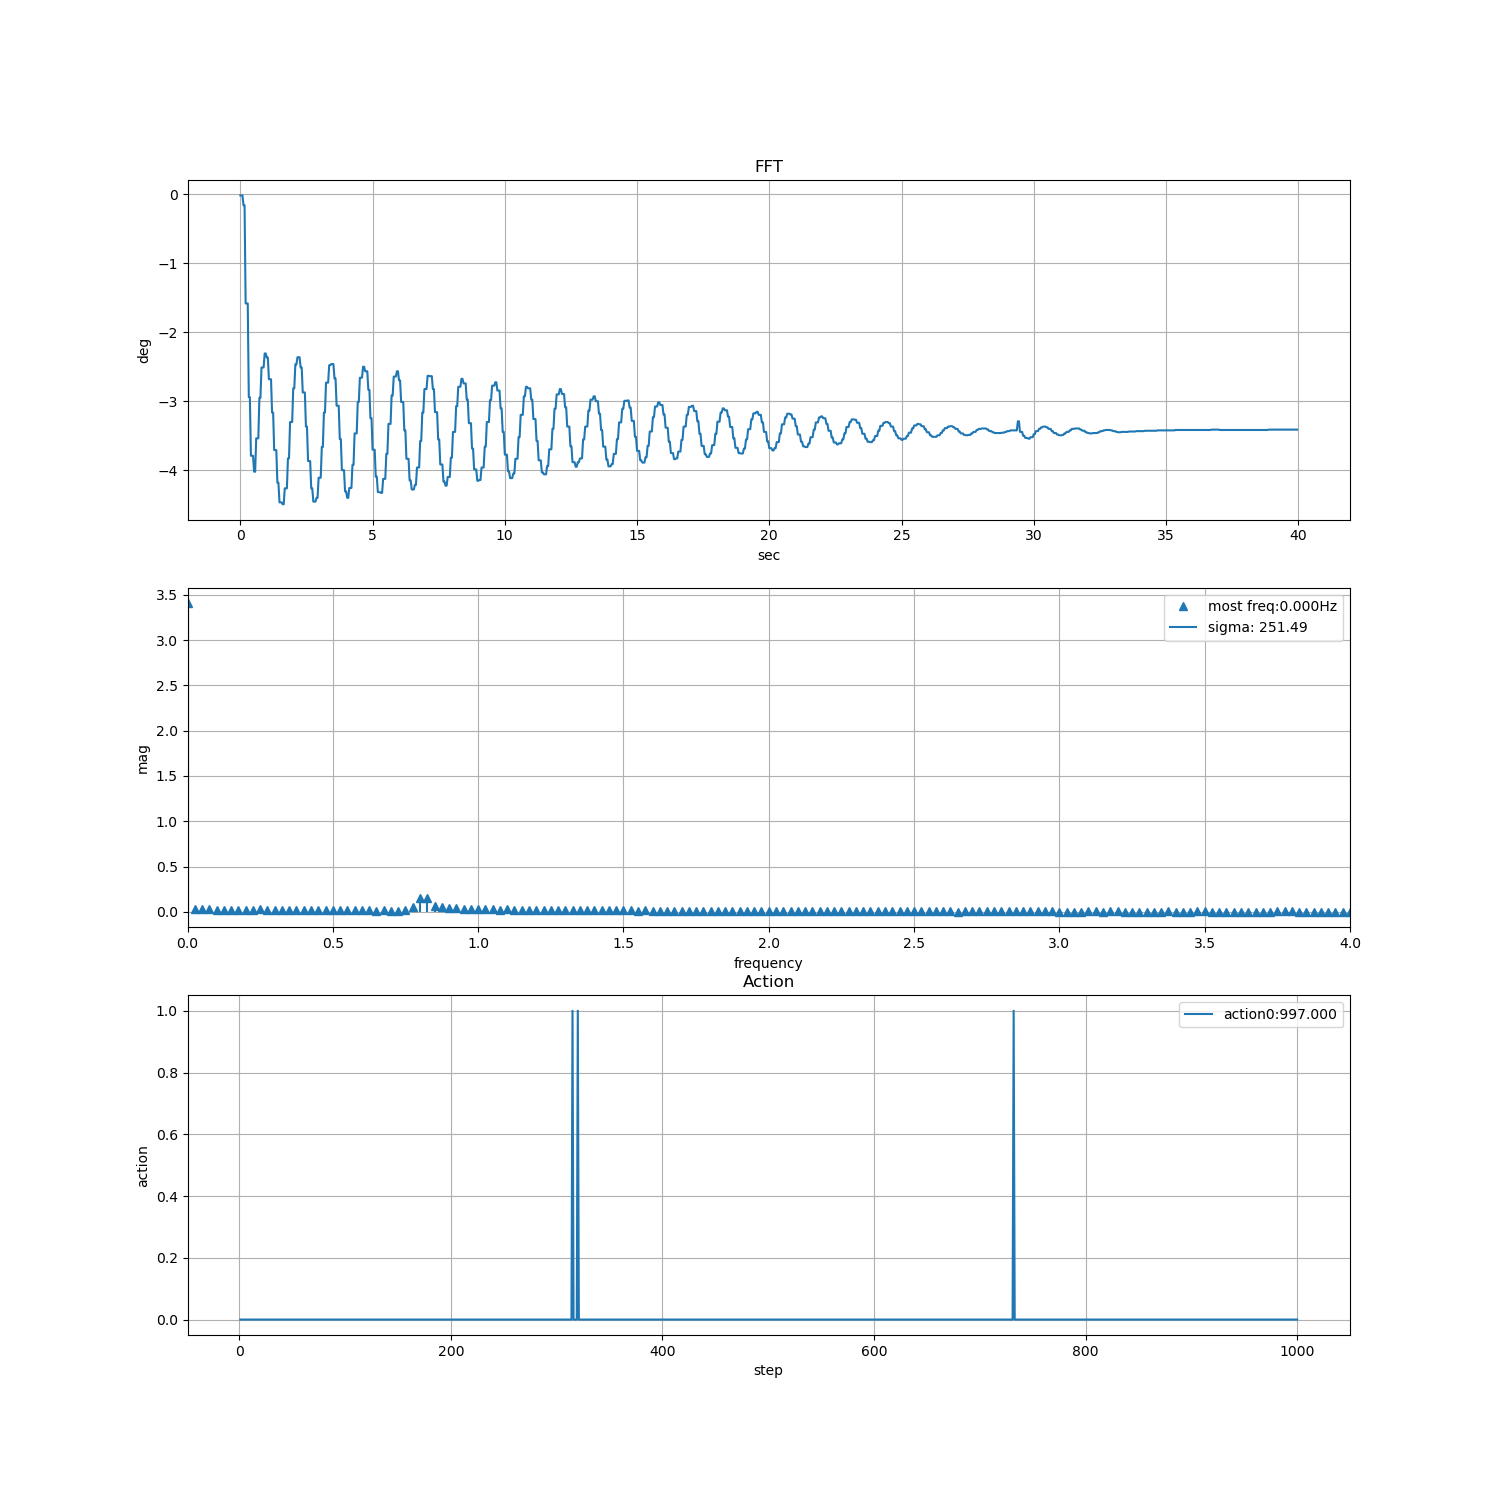 FFT
0
−1
−2
−3
−4
deg
0 5 10 15 20 25 30 35 40
sec
3.5
3.0
2.5
2.0
1.5
1.0
0.5
0.0
mag
most freq:0.000Hz
sigma: 251.49
0.0 0.5 1.0 1.5 2.0 2.5 3.0 3.5 4.0
frequency
Action
1.0
0.8
0.6
0.4
0.2
0.0
action
action0:997.000
0 200 400 600 800 1000
step